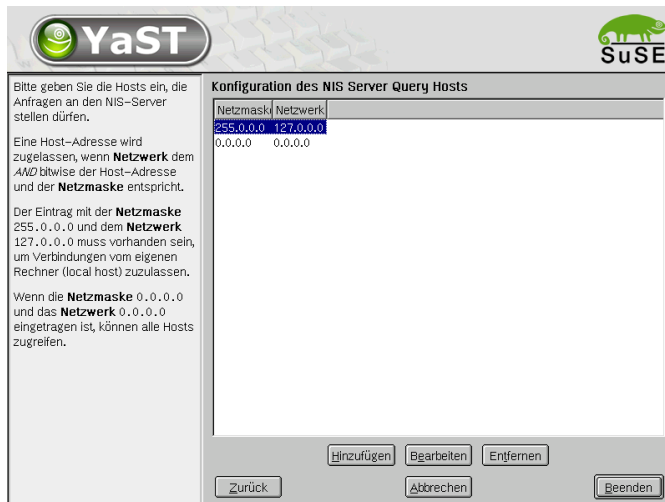 YaST
SuSE
Bitte geben Sie die Hosts ein, die
Anfragen an den NIS-Server
stellen dürfen.
Eine Host-Adresse wird
zugelassen, wenn Netzwerk dem
AND bitwise der Host-Adresse
und der Netzmaske entspricht.
Der Eintrag mit der Netzmaske
255.0.0.0 und dem Netzwerk
127.0.0.0 muss vorhanden sein,
um Verbindungen vom eigenen
Rechner (local host) zuzulassen.
Wenn die Netzmaske 0.0.0.0
und das Netzwerk 0.0.0.0
eingetragen ist, können alle Hosts
zugreifen.
Konfiguration des NIS Server Query Hosts
Netzmaske Netzwerk
255.0.0.0 127.0.0.0
0.0.0.0 0.0.0.0
Hinzufügen Bearbeiten Entfernen
Zurück Abbrechen Beenden